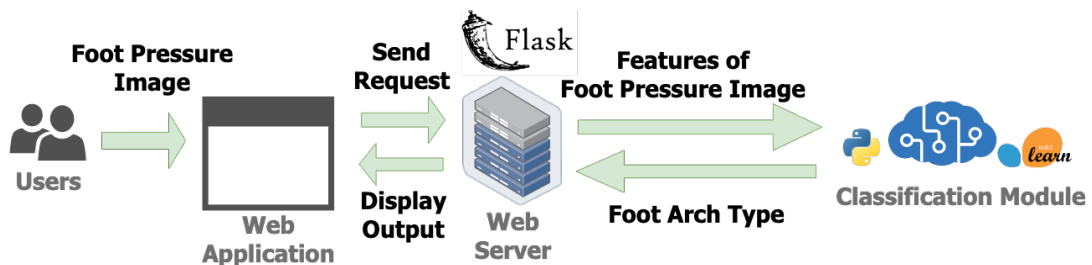 Foot Pressure
Image
Users
Web
Application
Send
Request
Display
Output
Flask
Web
Server
Features of
Foot Pressure Image
Foot Arch Type
scikit
learn
Classification Module